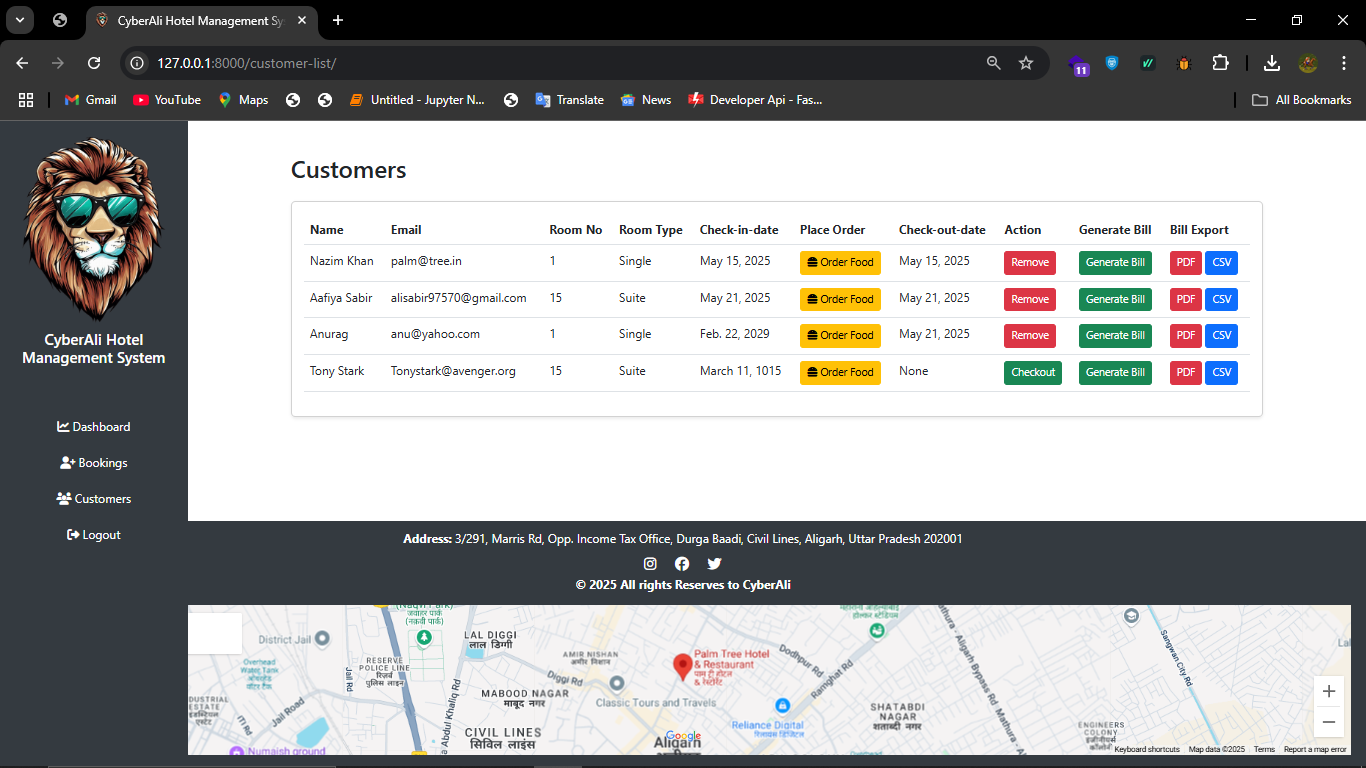 CyberAli Hotel Management Sy
127.0.0.1:8000/customer-list/
11
Gmail
YouTube
Maps
Untitled - Jupyter N...
Translate
News
Developer Api - Fas...
All Bookmarks
CyberAli Hotel
Management System
Dashboard
Bookings
Customers
Logout
Customers
Name Email Room No Room Type Check-in-date Place Order Check-out-date Action Generate Bill Bill Export
Nazim Khan palm@tree.in 1 Single May 15, 2025 Order Food May 15, 2025 Remove Generate Bill PDF CSV
Aafiya Sabir alisabir97570@gmail.com 15 Suite May 21, 2025 Order Food May 21, 2025 Remove Generate Bill PDF CSV
Anurag anu@yahoo.com 1 Single Feb. 22, 2029 Order Food May 21, 2025 Remove Generate Bill PDF CSV
Tony Stark Tonystark@avenger.org 15 Suite March 11, 1015 Order Food None Checkout Generate Bill PDF CSV
Address: 3/291, Marris Rd, Opp. Income Tax Office, Durga Baadi, Civil Lines, Aligarh, Uttar Pradesh 202001
© 2025 All rights Reserves to CyberAli
(नकवी पार्क)
District Jail
LAL DIGGI
लाल डिग्गी
Overhead
Water Tank
RESERVE
POLICE LINE
रिज़र्व
पुलिस लाइन
Jail Rd
AMIR NISHAN
अमीर निशान
Diggi Rd
Palm Tree Hotel
& Restaurant
पाम ट्री होटल
& रेस्टोरेंट
Dodhpur Rd
Ramghat Rd
MABOOD NAGAR
माबूद नगर
Classic Tours and Travels
Abdul Khaliq Rd
Jail Road
Reliance Digital
रिलायंस डिजिटल
SHATABDI
NAGAR
शताब्दी नगर
Mathura - Aligarh Bypass Rd
Sangwan City Rd
ENGINEERS
COLONY
CIVIL LINES
सिविल लाइंस
Numaish ground
Google
Aligarh
Keyboard shortcuts Map data ©2025 Terms Report a map error